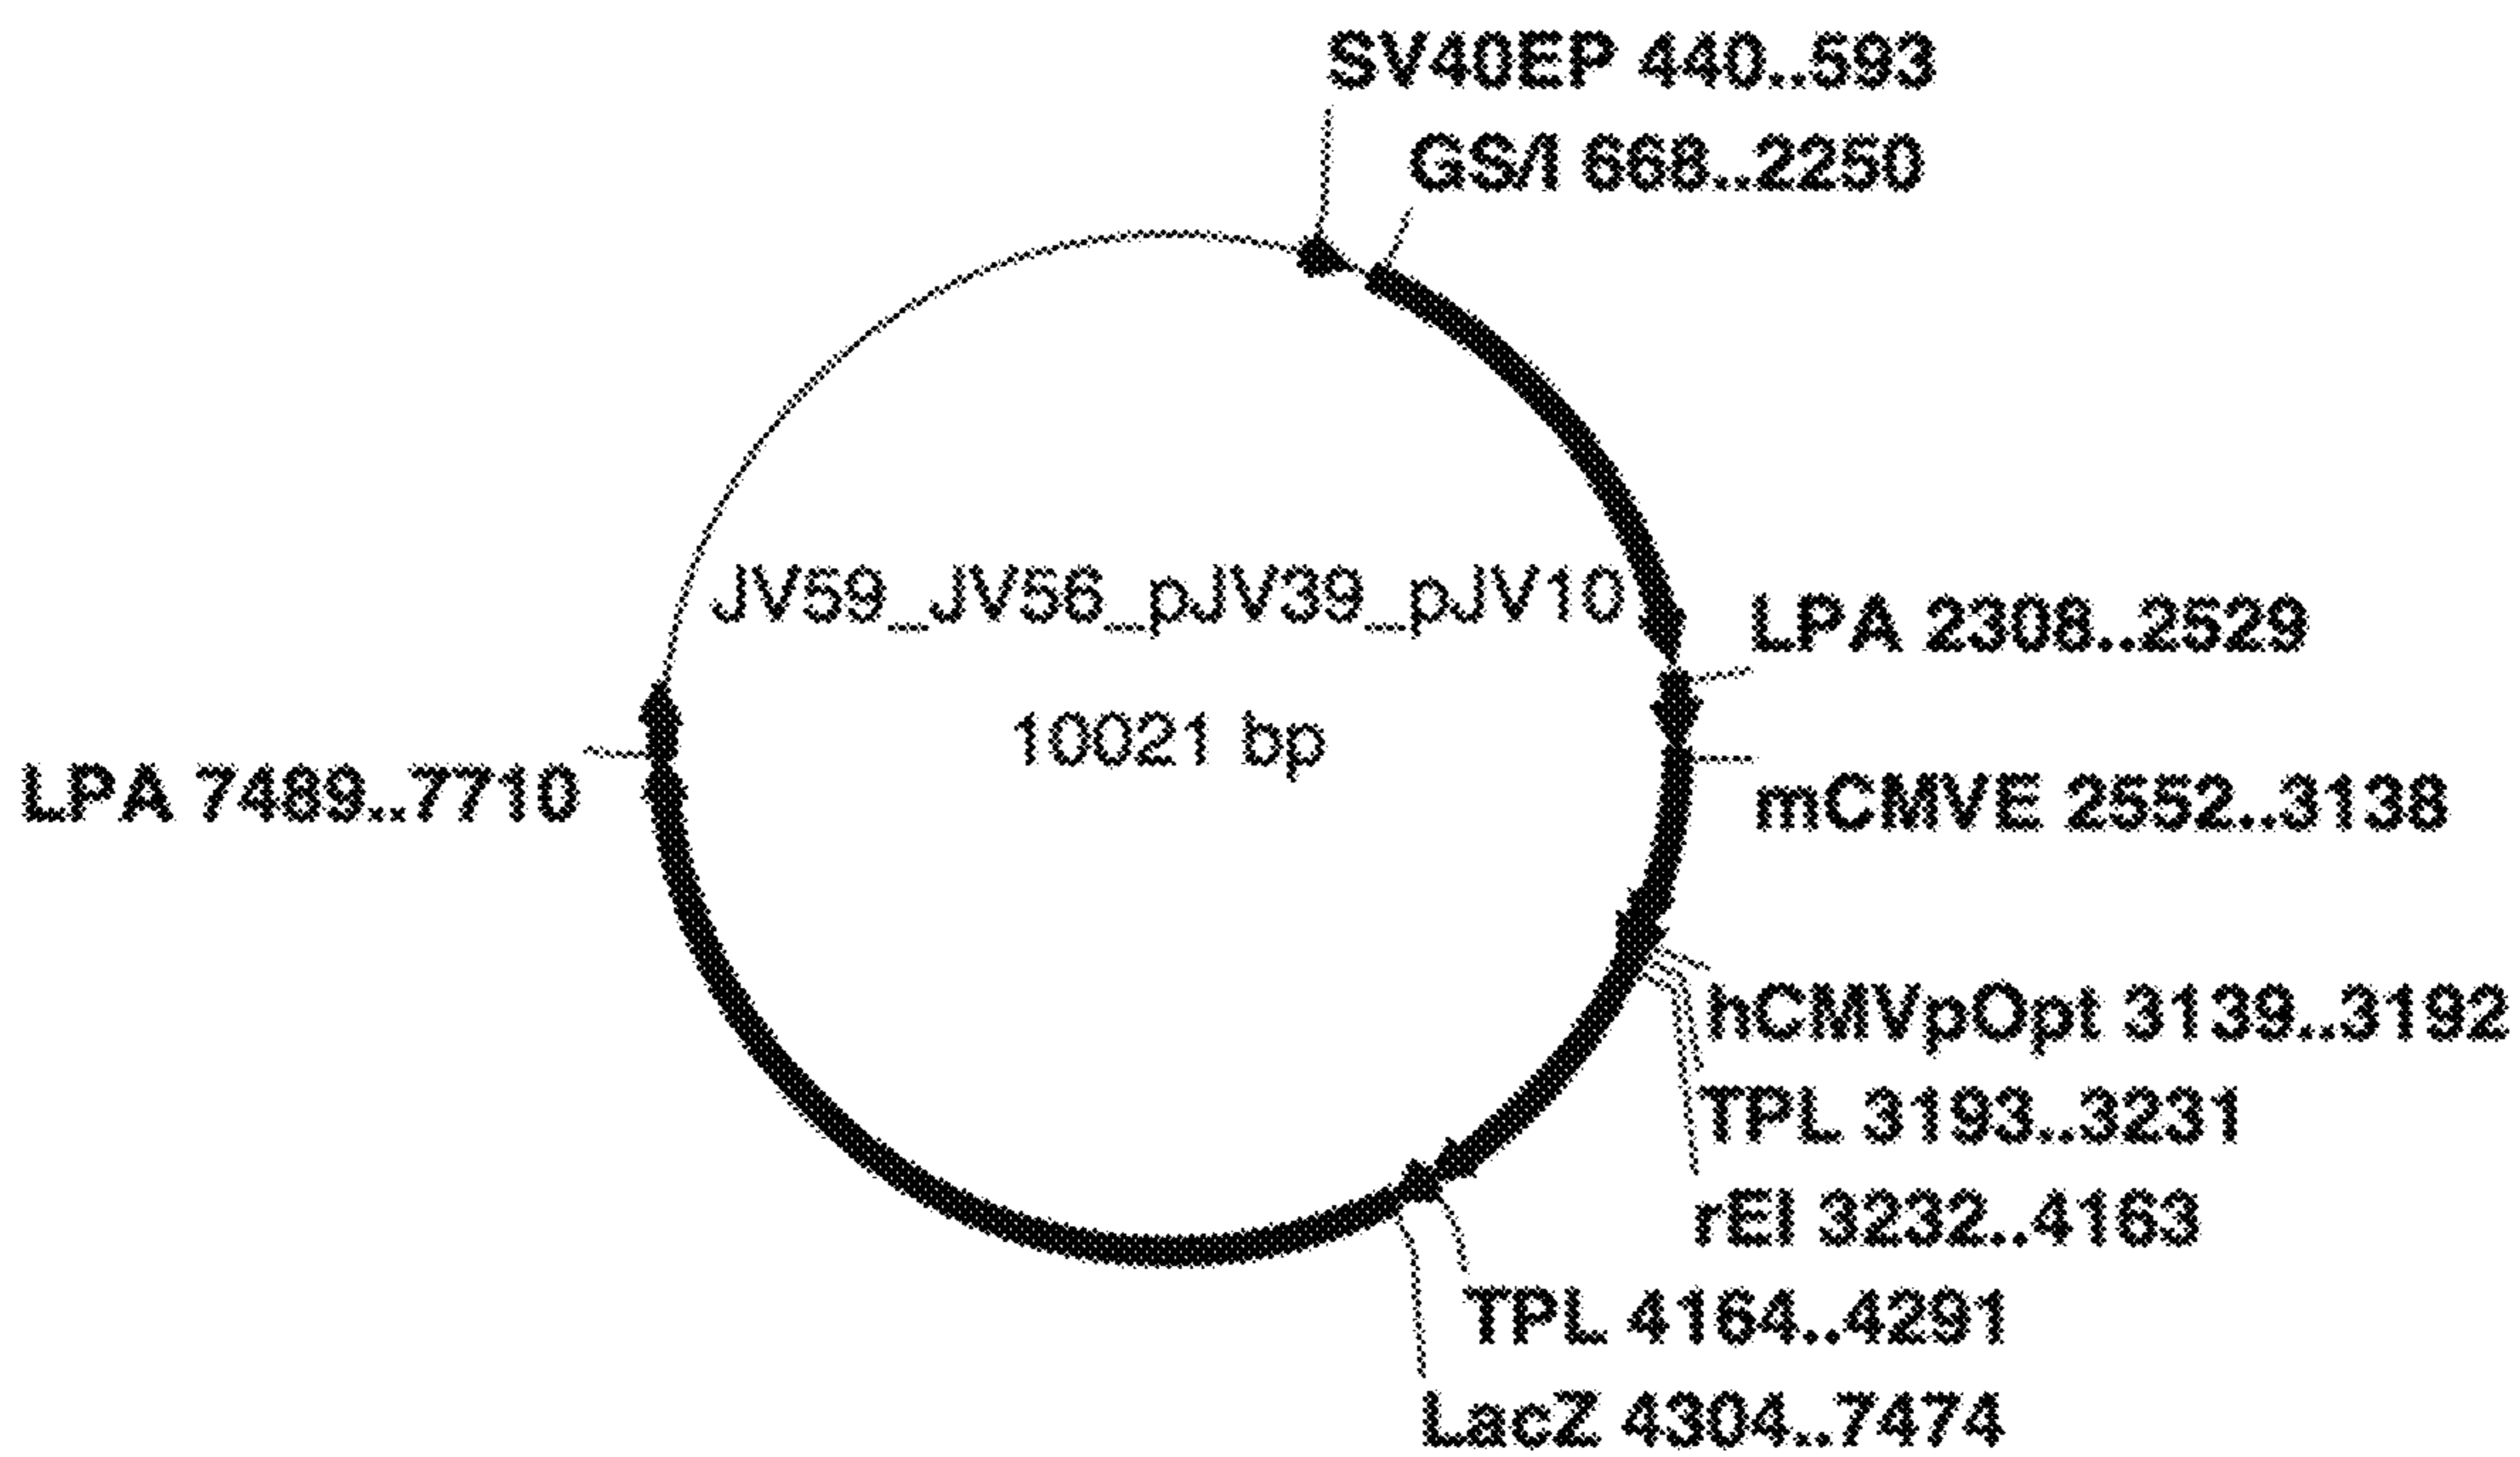 SV40EP 440..593
GS/I 668..2250
JV59_JV56_pJV39_pJV10
10021 bp
LPA 2308..2529
mCMVE 2552..3138
LPA 7489..7710
hCMVpOpt 3139..3192
TPL 3193..3231
rEI 3232..4163
TPL 4164..4291
LacZ 4304..7474